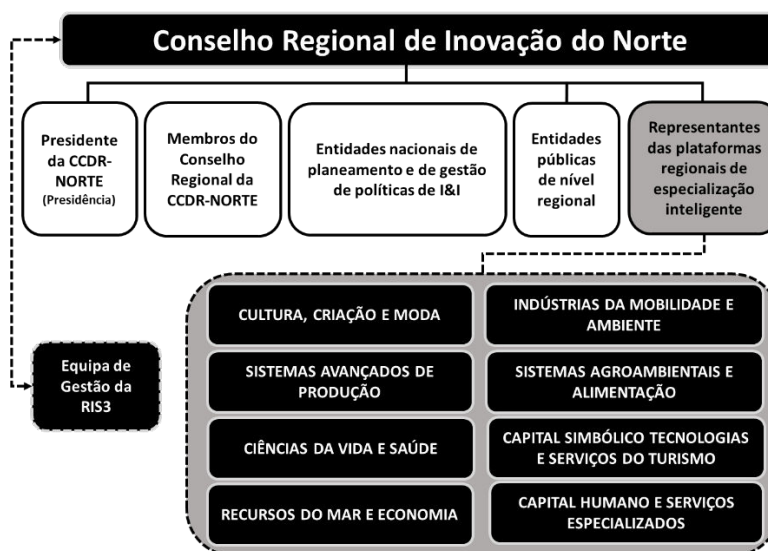 Conselho Regional de Inovação do Norte
Presidente
da CCDR-
NORTE
(Presidência)
Membros do
Conselho
Regional da
CCDR-NORTE
Entidades nacionais de
planeamento e de gestão
de políticas de I&I
Entidades
públicas
de nível
regional
Representantes
das plataformas
regionais de
especialização
inteligente
Equipa de
Gestão da
RIS3
CULTURA, CRIAÇÃO E MODA
INDÚSTRIAS DA MOBILIDADE E
AMBIENTE
SISTEMAS AVANÇADOS DE
PRODUÇÃO
SISTEMAS AGROAMBIENTAIS E
ALIMENTAÇÃO
CIÊNCIAS DA VIDA E SAÚDE
CAPITAL SIMBÓLICO TECNOLOGIAS
E SERVIÇOS DO TURISMO
RECURSOS DO MAR E ECONOMIA
CAPITAL HUMANO E SERVIÇOS
ESPECIALIZADOS